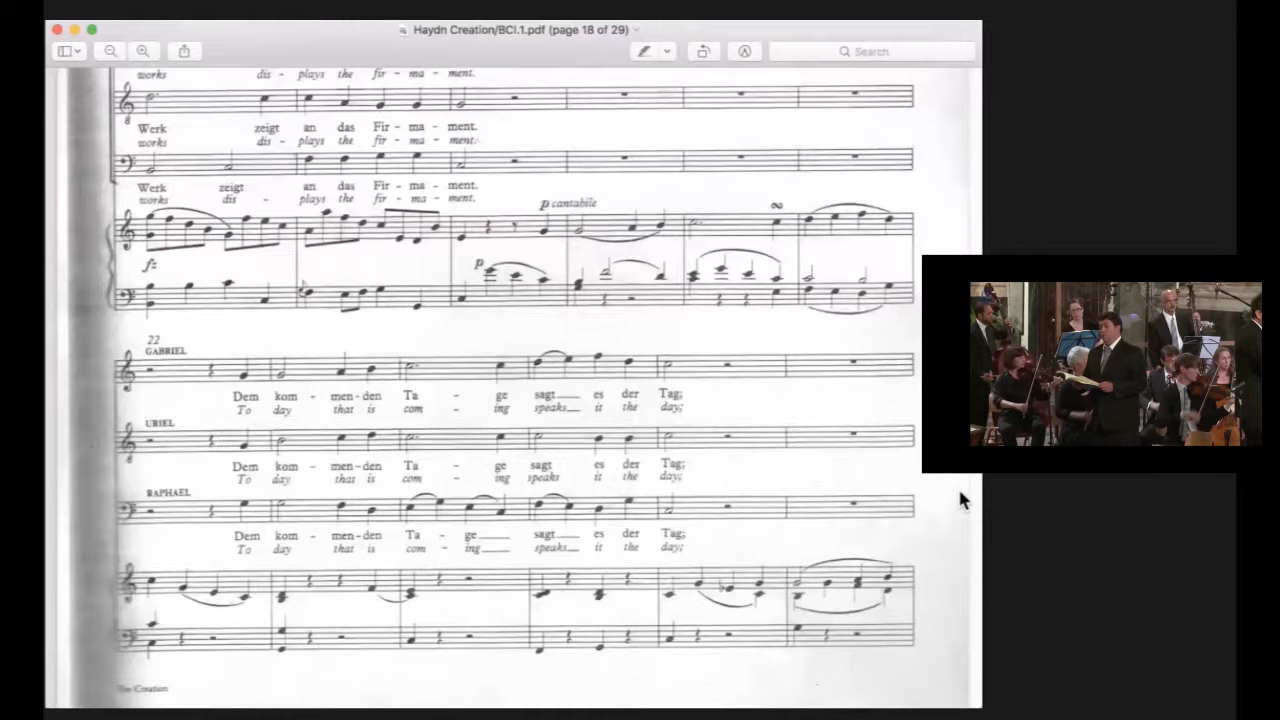 Haydn Creation/BCI.1.pdf (page 18 of 29)
Search
works dis - plays the fir - ma - ment.
8
Werk zeigt an das Fir - ma - ment.
works dis - plays the fir - ma - ment.
Werk zeigt an das Fir - ma - ment.
works dis - plays the fir - ma - ment.
p cantabile
fz
p
22
GABRIEL
Dem kom - men - den Ta - ge sagt es der Tag;
To day that is com - ing speaks it the day;
URIEL
8
Dem kom - men - den Ta - ge sagt es der Tag;
To day that is com - ing speaks it the day;
RAPHAEL
Dem kom - men - den Ta - ge sagt es der Tag;
To day that is com - ing speaks it the day;
The Creation